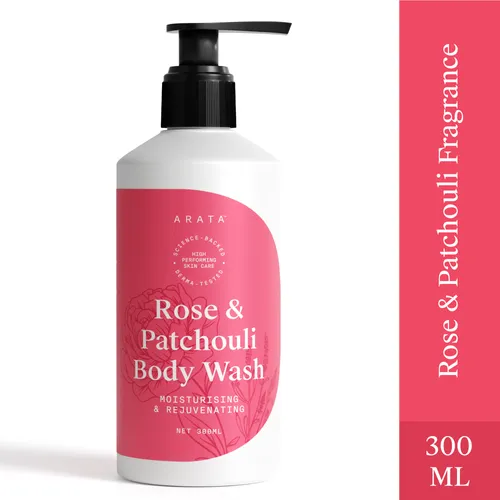 ARATA™
• SCIENCE-BACKED •
HIGH
PERFORMING
SKIN CARE
DERMA-TESTED
Rose &
Patchouli
Body Wash
MOISTURISING
& REJUVENATING
NET 300ML
Rose & Patchouli Fragrance
300
ML